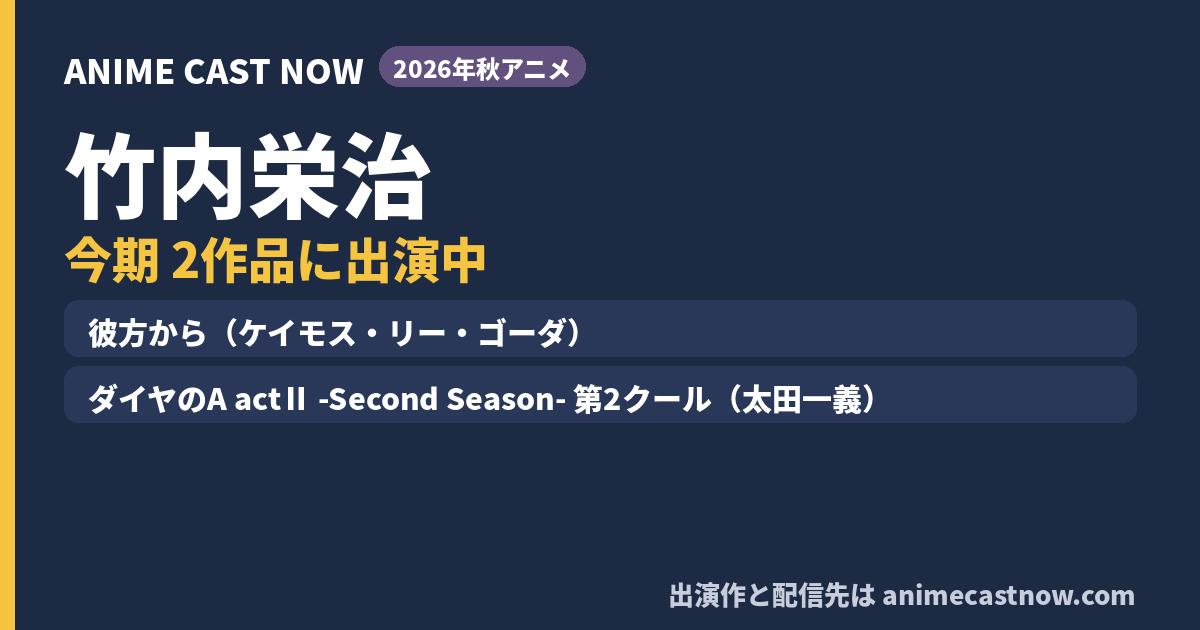 ANIME CAST NOW 2026年秋アニメ
竹内栄治
今期 2作品に出演中
彼方から（ケイモス・リー・ゴーダ）
ダイヤのA actⅡ -Second Season- 第2クール（太田一義）
出演作と配信先は animecastnow.com